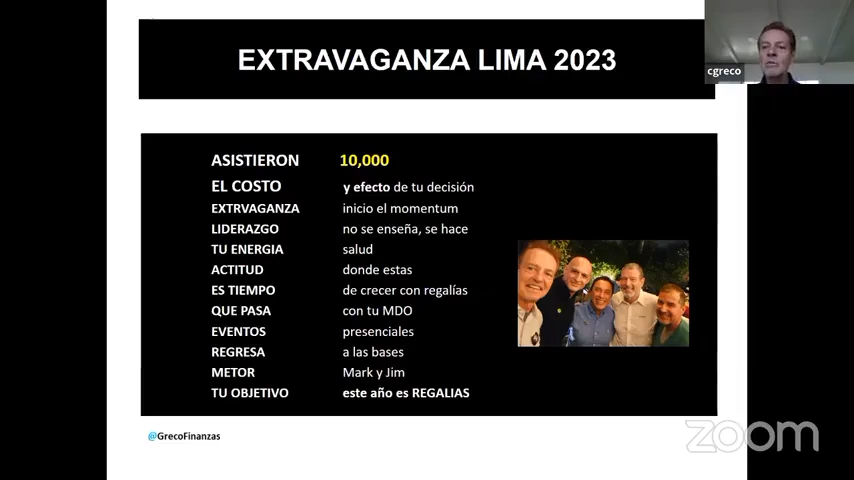 EXTRAVAGANZA LIMA 2023
cgreco
ASISTIERON 10,000
EL COSTO y efecto de tu decisión
EXTRVAGANZA inicio el momentum
LIDERAZGO no se enseña, se hace
TU ENERGIA salud
ACTITUD donde estas
ES TIEMPO de crecer con regalías
QUE PASA con tu MDO
EVENTOS presenciales
REGRESA a las bases
METOR Mark y Jim
TU OBJETIVO este año es REGALIAS
@GrecoFinanzas
zoom